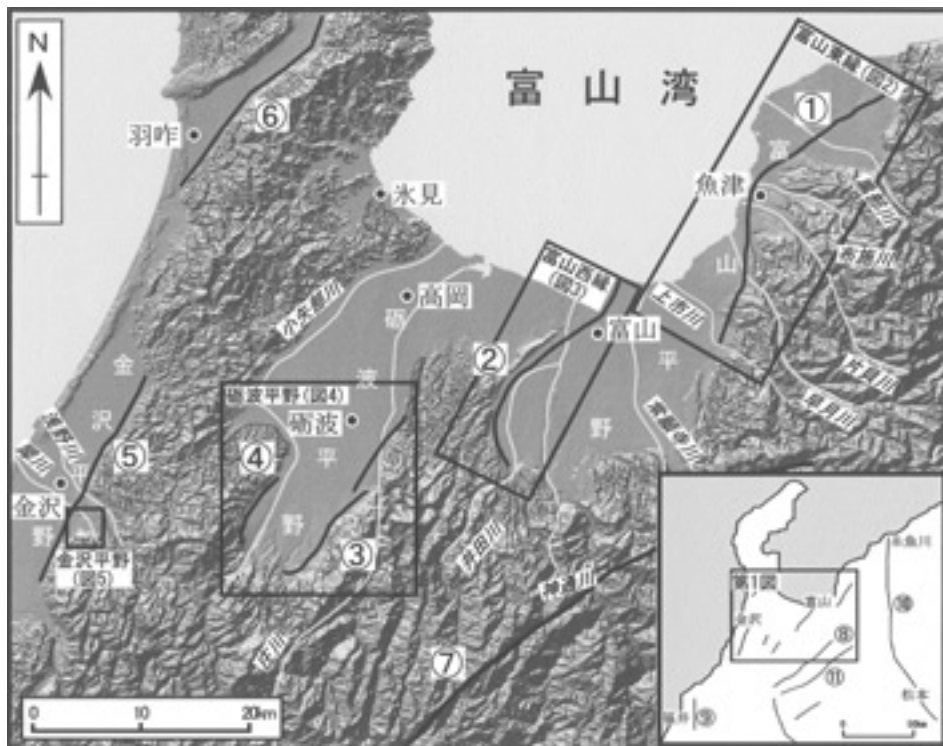 N
富山湾
富山東縁(図2)
①
羽咋
⑥
魚津
氷見
布施川
富山西縁
(図3)
上市川
高岡
小矢部川
富山
②
片貝川
早月川
常願寺川
富山平野
砺波平野(図4)
砺波
砺波平野
金沢平野
⑤
④
浅野川
犀川
金沢
金沢平野
(図5)
③
庄川
神通川
⑦
0 10 20km
糸魚川
第1図
富山
金沢
⑧
⑩
⑪
松本
福井
⑨
0